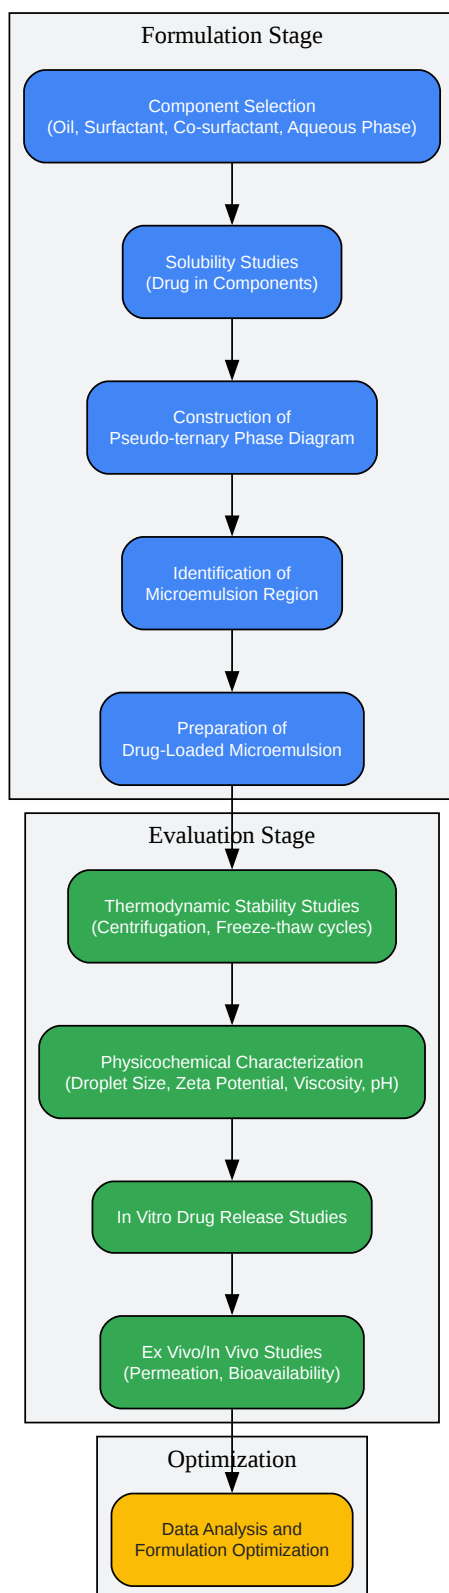 Formulation Stage
Component Selection
(Oil, Surfactant, Co-surfactant, Aqueous Phase)
Solubility Studies
(Drug in Components)
Construction of
Pseudo-ternary Phase Diagram
Identification of
Microemulsion Region
Preparation of
Drug-Loaded Microemulsion
Evaluation Stage
Thermodynamic Stability Studies
(Centrifugation, Freeze-thaw cycles)
Physicochemical Characterization
(Droplet Size, Zeta Potential, Viscosity, pH)
In Vitro Drug Release Studies
Ex Vivo/In Vivo Studies
(Permeation, Bioavailability)
Optimization
Data Analysis and
Formulation Optimization